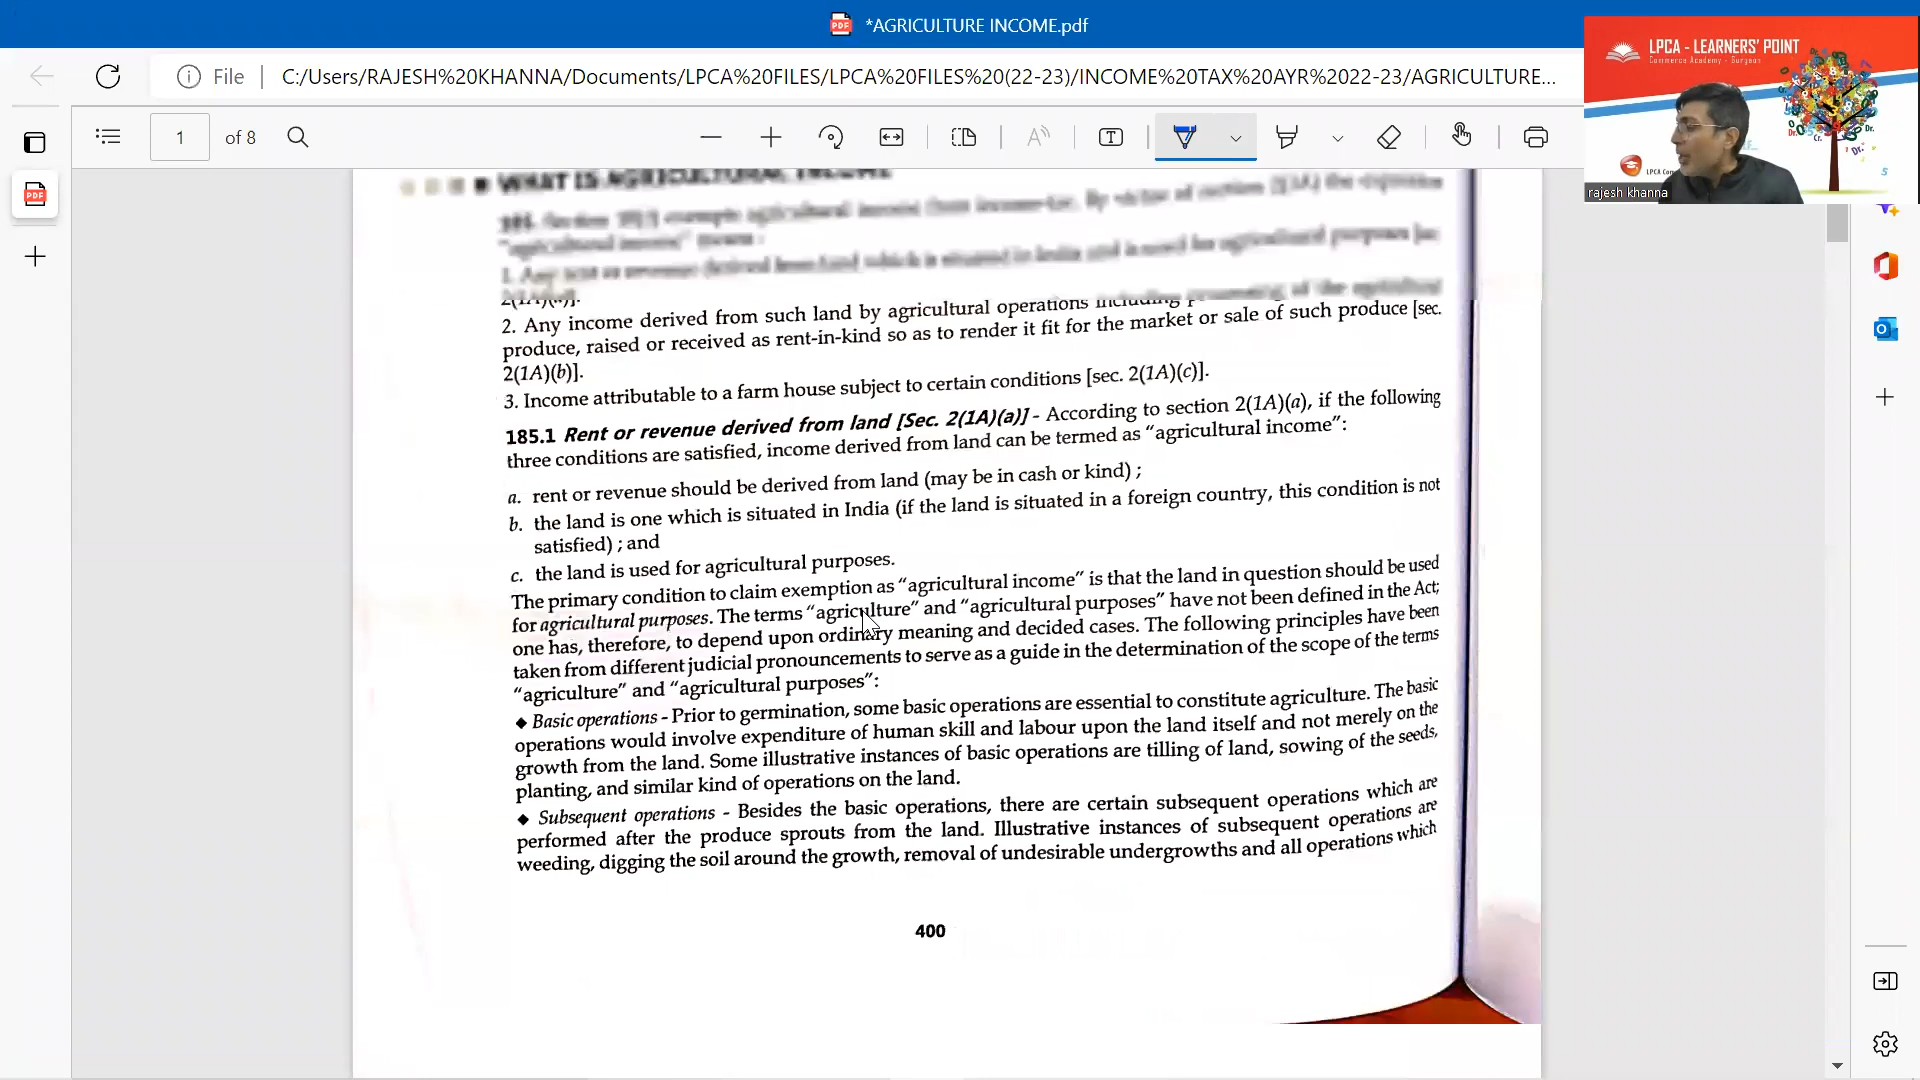 *AGRICULTURE INCOME.pdf
File
C:/Users/RAJESH%20KHANNA/Documents/LPCA%20FILES/LPCA%20FILES%20(22-23)/INCOME%20TAX%20AYR%2022-23/AGRICULTURE...
1 of 8
LPCA - LEARNERS' POINT
Commerce Academy - Gurgaon
rajesh khanna
WHAT IS AGRICULTURAL INCOME
185. Section 10(1) exempts agricultural income from income-tax. By virtue of section 2(1A) the expression
"agricultural income" means :
1. Any rent or revenue derived from land which is situated in India and is used for agricultural purposes [sec.
2(1A)(a)].
2. Any income derived from such land by agricultural operations including processing of the agricultural
produce, raised or received as rent-in-kind so as to render it fit for the market or sale of such produce [sec.
2(1A)(b)].
3. Income attributable to a farm house subject to certain conditions [sec. 2(1A)(c)].
185.1 Rent or revenue derived from land [Sec. 2(1A)(a)] - According to section 2(1A)(a), if the following
three conditions are satisfied, income derived from land can be termed as “agricultural income”:
a. rent or revenue should be derived from land (may be in cash or kind) ;
b. the land is one which is situated in India (if the land is situated in a foreign country, this condition is not
satisfied) ; and
c. the land is used for agricultural purposes.
The primary condition to claim exemption as “agricultural income” is that the land in question should be used
for agricultural purposes. The terms “agriculture” and “agricultural purposes” have not been defined in the Act;
one has, therefore, to depend upon ordinary meaning and decided cases. The following principles have been
taken from different judicial pronouncements to serve as a guide in the determination of the scope of the terms
“agriculture” and “agricultural purposes”:
◆ Basic operations - Prior to germination, some basic operations are essential to constitute agriculture. The basic
operations would involve expenditure of human skill and labour upon the land itself and not merely on the
growth from the land. Some illustrative instances of basic operations are tilling of land, sowing of the seeds,
planting, and similar kind of operations on the land.
◆ Subsequent operations - Besides the basic operations, there are certain subsequent operations which are
performed after the produce sprouts from the land. Illustrative instances of subsequent operations are
weeding, digging the soil around the growth, removal of undesirable undergrowths and all operations which
400